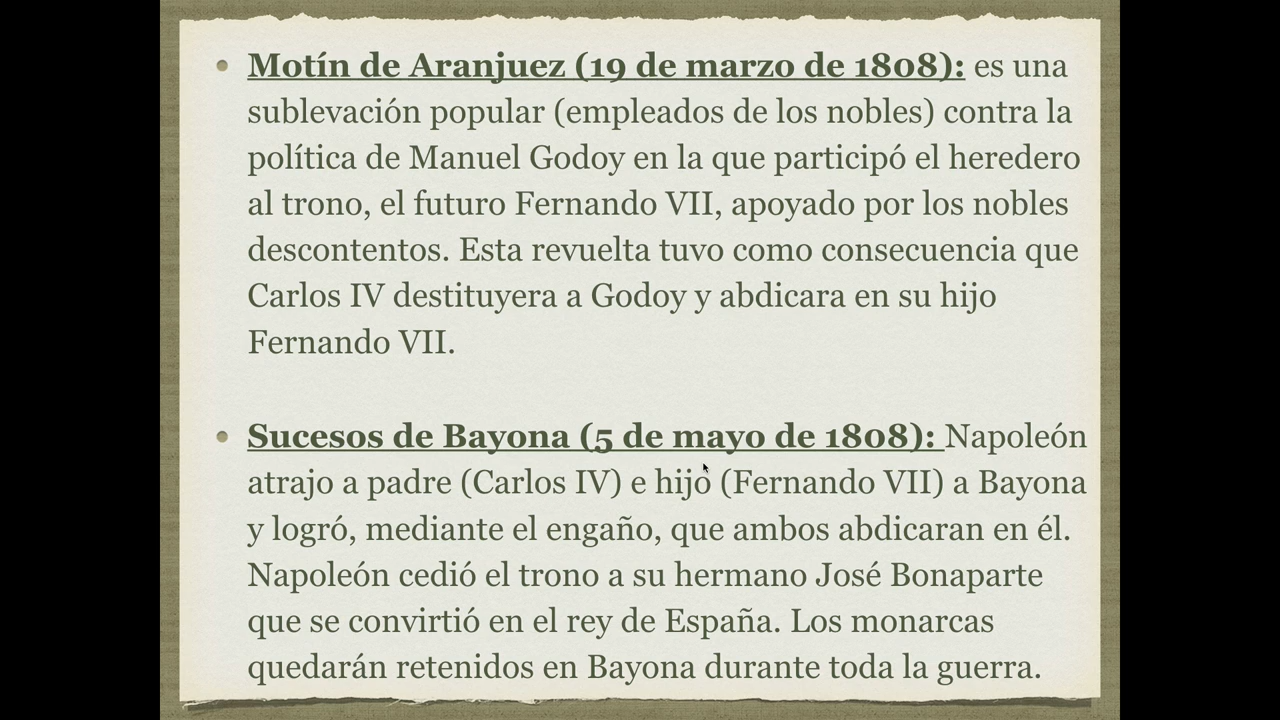 • Motín de Aranjuez (19 de marzo de 1808): es una
sublevación popular (empleados de los nobles) contra la
política de Manuel Godoy en la que participó el heredero
al trono, el futuro Fernando VII, apoyado por los nobles
descontentos. Esta revuelta tuvo como consecuencia que
Carlos IV destituyera a Godoy y abdicara en su hijo
Fernando VII.
• Sucesos de Bayona (5 de mayo de 1808): Napoleón
atrajo a padre (Carlos IV) e hijo (Fernando VII) a Bayona
y logró, mediante el engaño, que ambos abdicaran en él.
Napoleón cedió el trono a su hermano José Bonaparte
que se convirtió en el rey de España. Los monarcas
quedarán retenidos en Bayona durante toda la guerra.